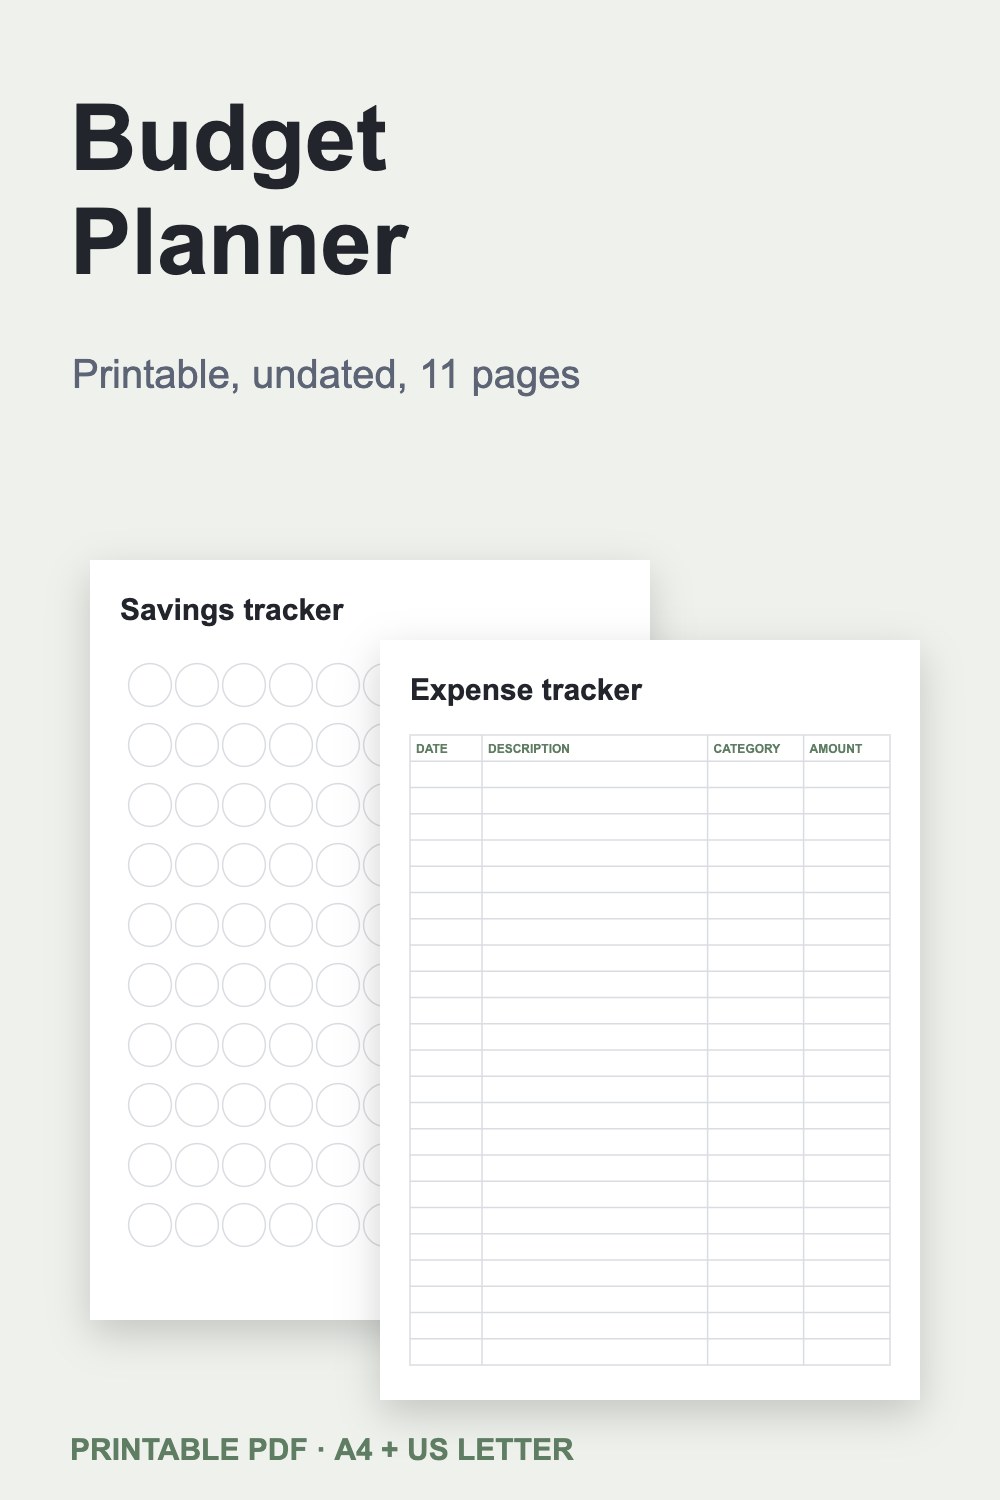 Budget
Planner
Printable, undated, 11 pages
Savings tracker
Expense tracker
DATE DESCRIPTION CATEGORY AMOUNT
PRINTABLE PDF · A4 + US LETTER